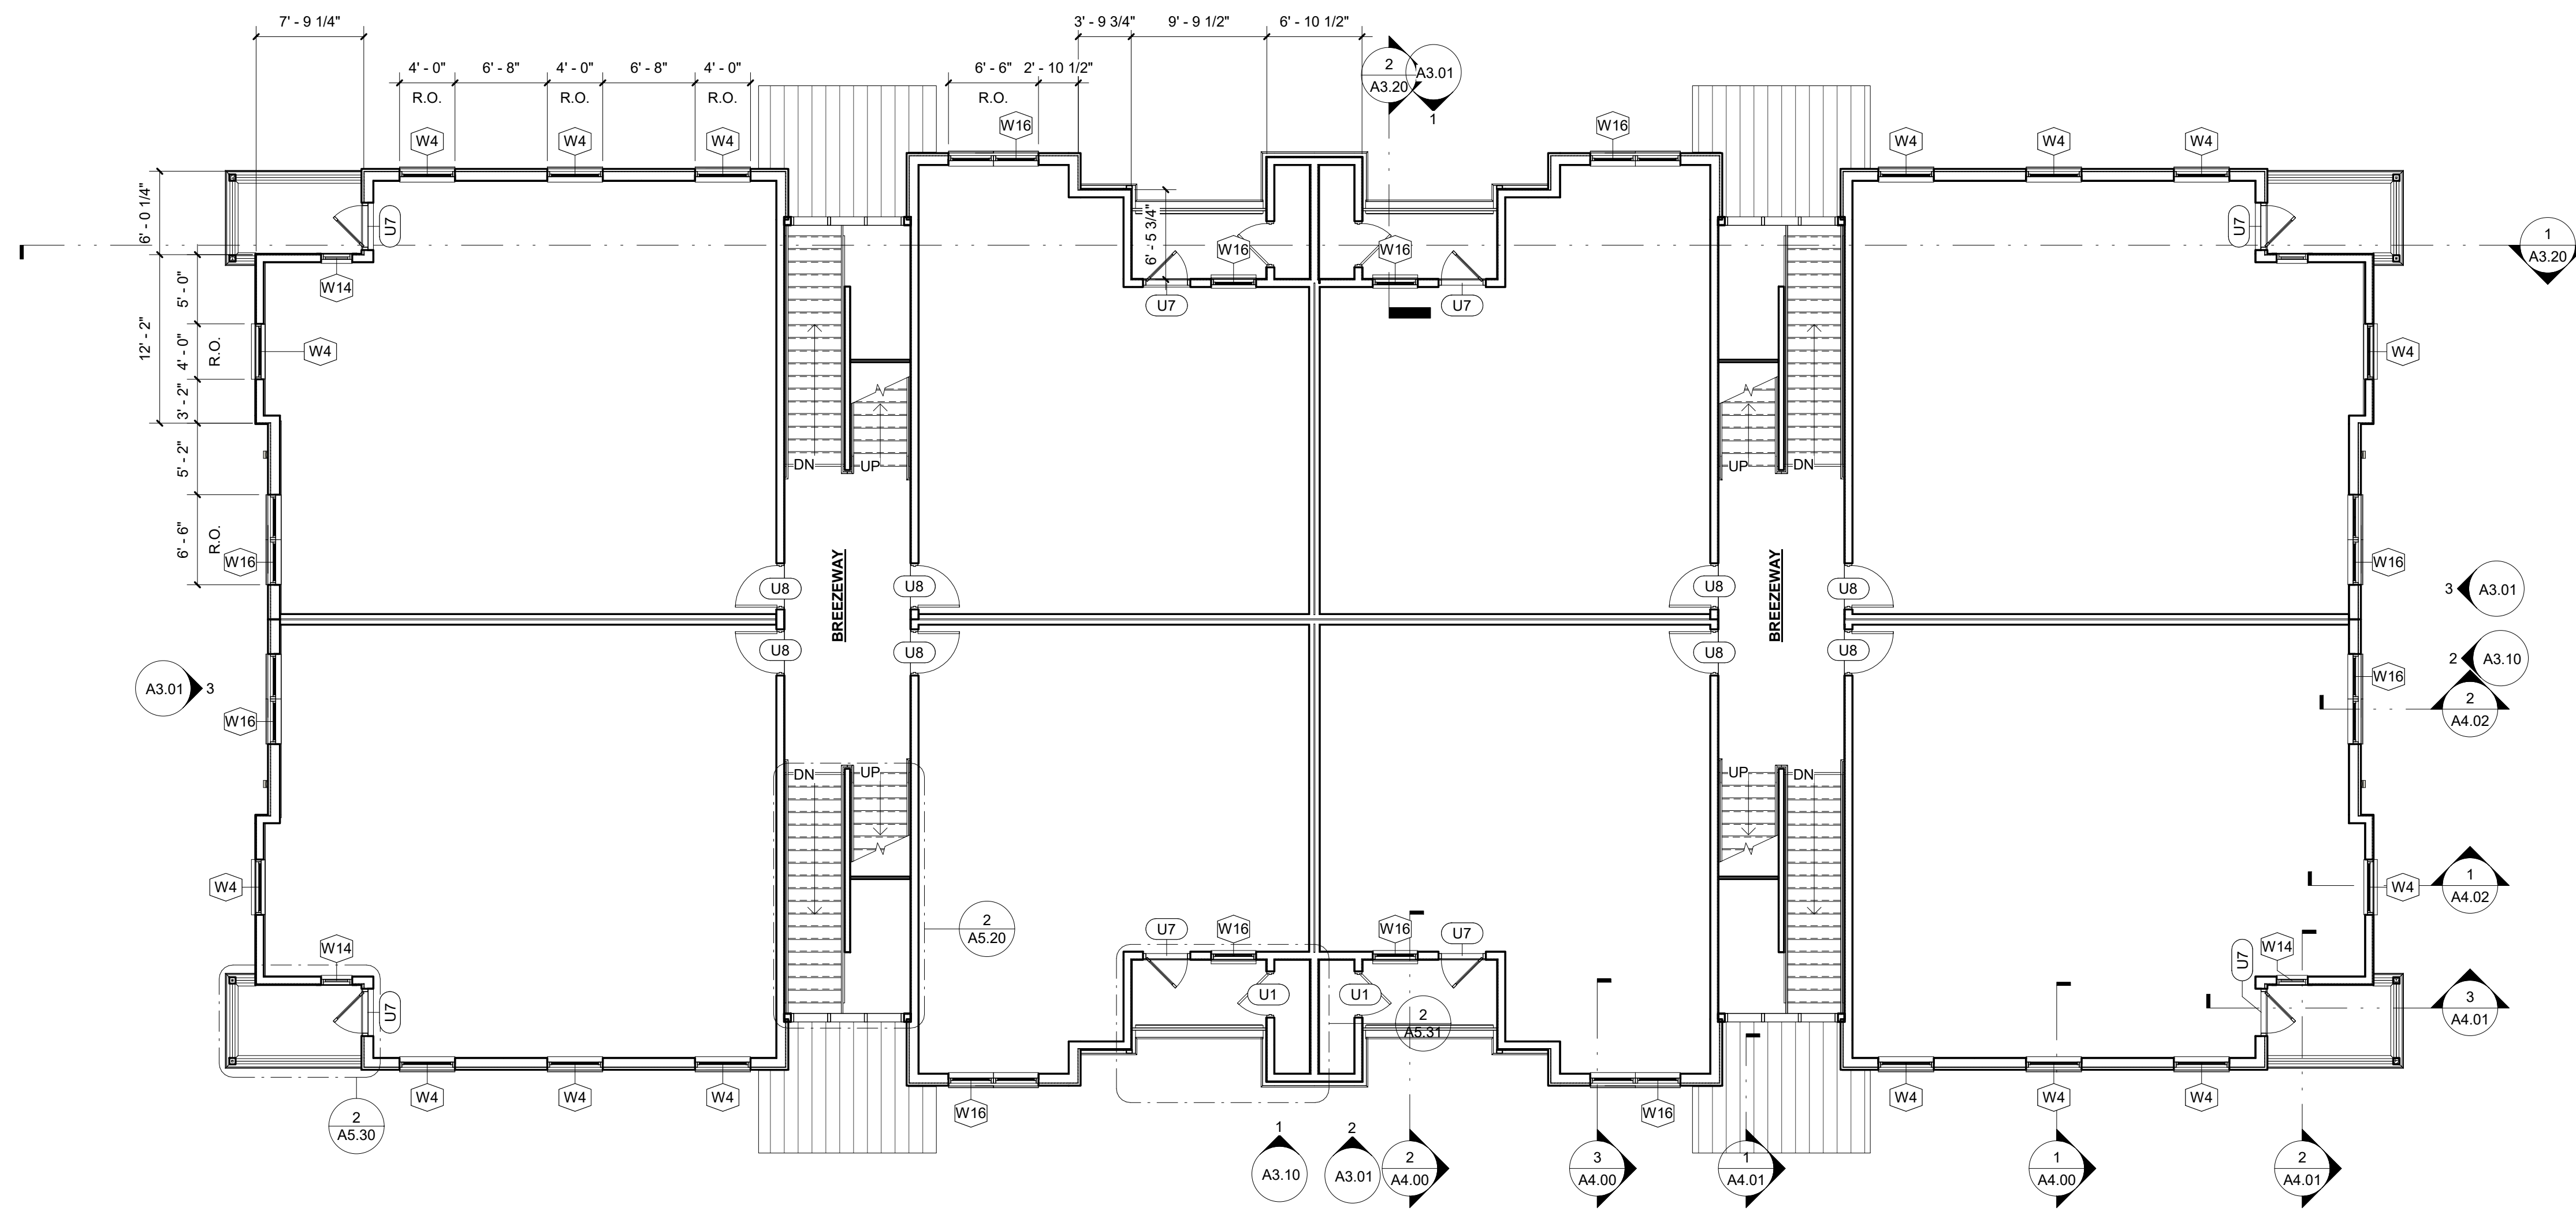 7' - 9 1/4"
3' - 9 3/4"
9' - 9 1/2"
6' - 10 1/2"
4' - 0"
6' - 8"
4' - 0"
6' - 8"
4' - 0"
6' - 6"
2' - 10 1/2"
2
A3.20
A3.01
1
R.O.
R.O.
R.O.
R.O.
W4
W4
W4
W16
W16
W4
W4
W4
6' - 0 1/4"
U7
6' - 5 3/4"
W16
W16
U7
1
A3.20
W14
5' - 0"
U7
U7
12' - 2"
4' - 0"
R.O.
W4
W4
3' - 2"
5' - 2"
DN
UP
UP
DN
6' - 6"
R.O.
W16
W16
BREEZEWAY
BREEZEWAY
U8
U8
U8
U8
3
A3.01
U8
U8
U8
U8
2
A3.10
A3.01
3
W16
W16
2
A4.02
DN
UP
UP
DN
W4
W4
1
A4.02
2
A5.20
W14
U7
W16
W16
U7
W14
U7
U7
U1
U1
2
A5.31
3
A4.01
W4
W4
W4
W16
W16
W4
W4
W4
2
A5.30
1
A3.10
2
A3.01
2
A4.00
3
A4.00
1
A4.01
1
A4.00
2
A4.01